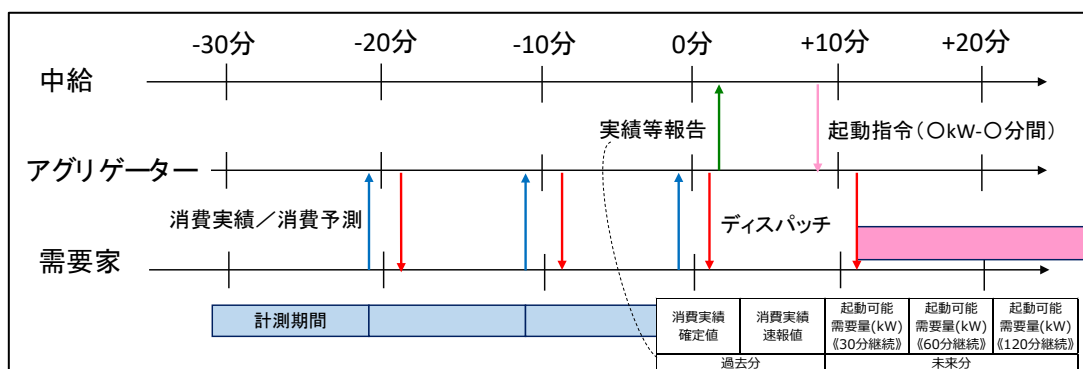 -30分 -20分 -10分 0分 +10分 +20分
中給
実績等報告 起動指令(〇kW-〇分間)
アグリゲーター
消費実績／消費予測 ディスパッチ
需要家
計測期間
消費実績
確定値
消費実績
速報値
起動可能
需要量(kW)
《30分継続》
起動可能
需要量(kW)
《60分継続》
起動可能
需要量(kW)
《120分継続》
過去分 未来分